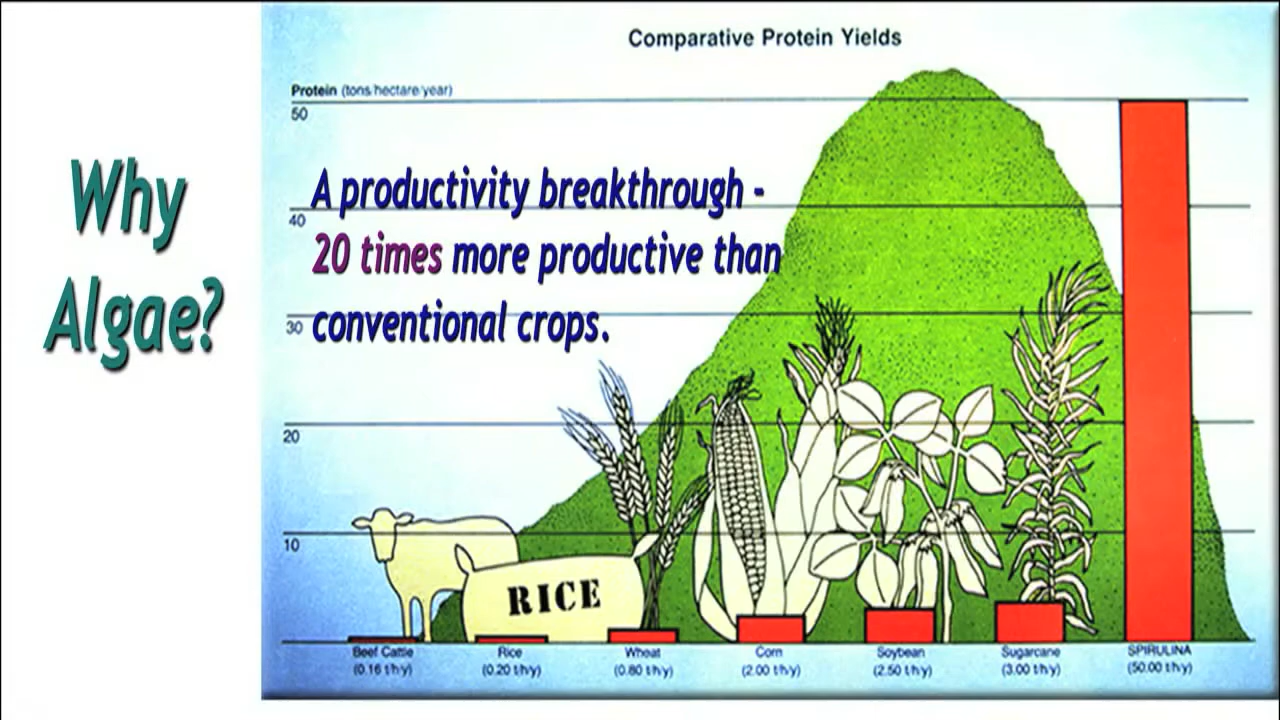 Why
Algae?
Comparative Protein Yields
Protein (tons/hectare/year)
50
40
30
20
10
A productivity breakthrough -
20 times more productive than
conventional crops.
RICE
Beef Cattle
(0.16 t/h/y)
Rice
(0.20 t/h/y)
Wheat
(0.80 t/h/y)
Corn
(2.00 t/h/y)
Soybean
(2.50 t/h/y)
Sugarcane
(3.00 t/h/y)
SPIRULINA
(50.00 t/h/y)